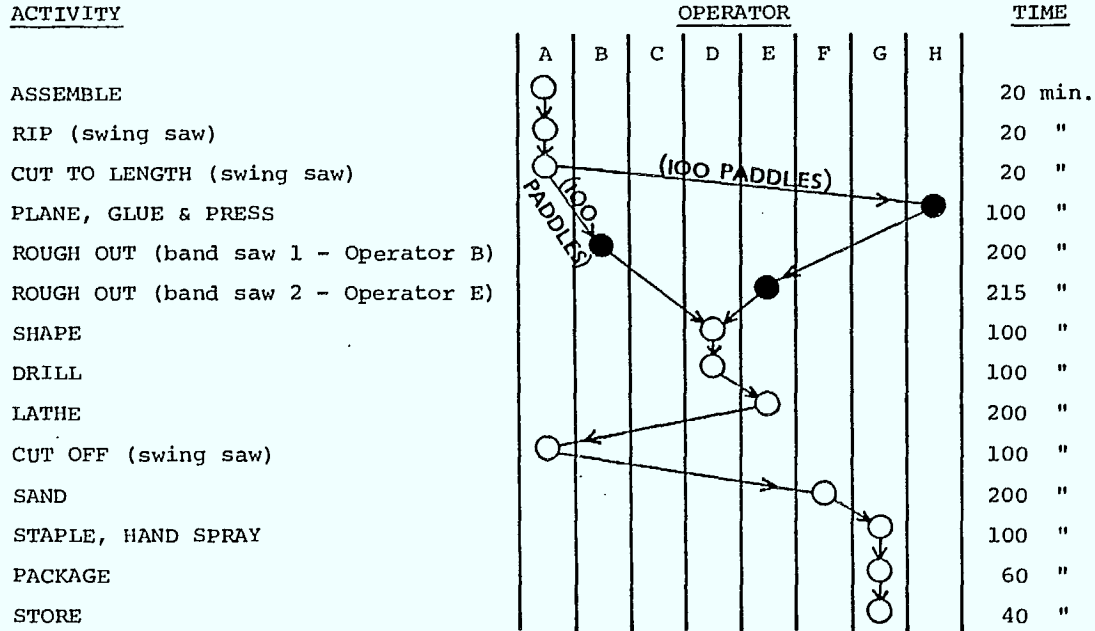 ACTIVITY OPERATOR TIME
A B C D E F G H
ASSEMBLE 20 min.
RIP (swing saw) 20 "
CUT TO LENGTH (swing saw) (100 PADDLES) 20 "
(100 PADDLES)
PLANE, GLUE & PRESS 100 "
ROUGH OUT (band saw 1 - Operator B) 200 "
ROUGH OUT (band saw 2 - Operator E) 215 "
SHAPE 100 "
DRILL 100 "
LATHE 200 "
CUT OFF (swing saw) 100 "
SAND 200 "
STAPLE, HAND SPRAY 100 "
PACKAGE 60 "
STORE 40 "